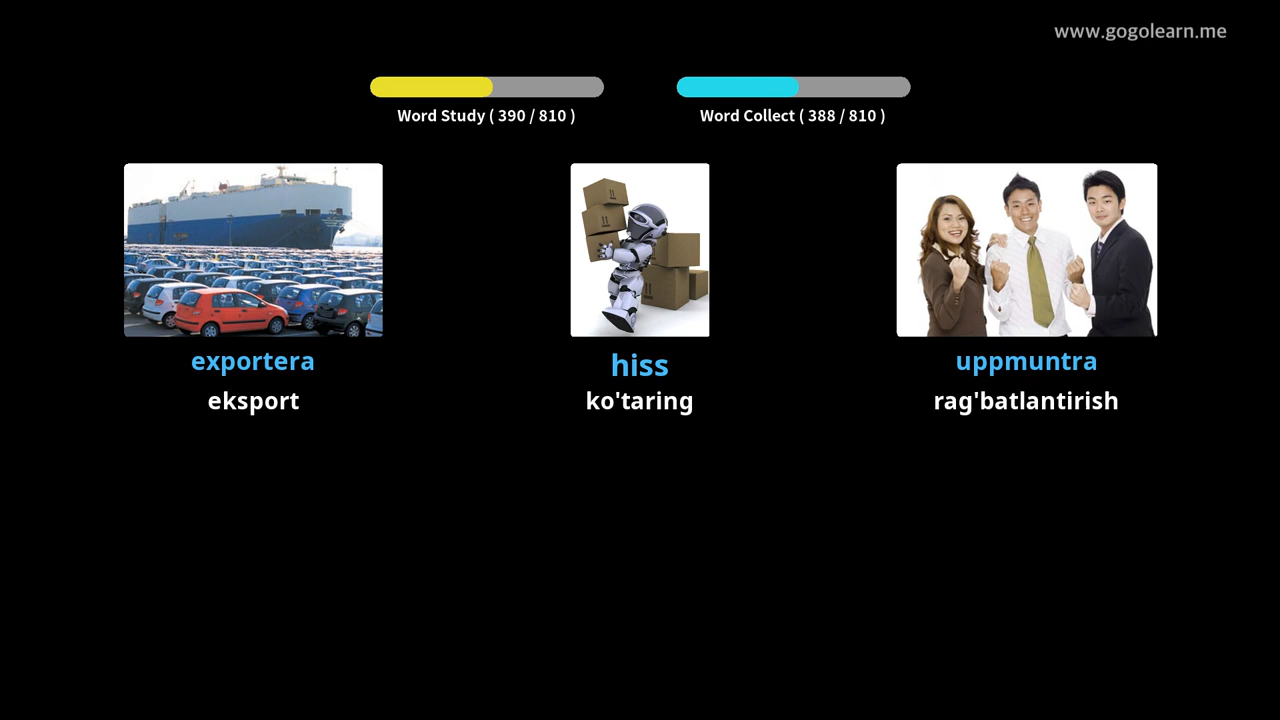 www.gogolearn.me
Word Study ( 390 / 810 )
Word Collect ( 388 / 810 )
exportera
eksport
hiss
ko'taring
uppmuntra
rag'batlantirish